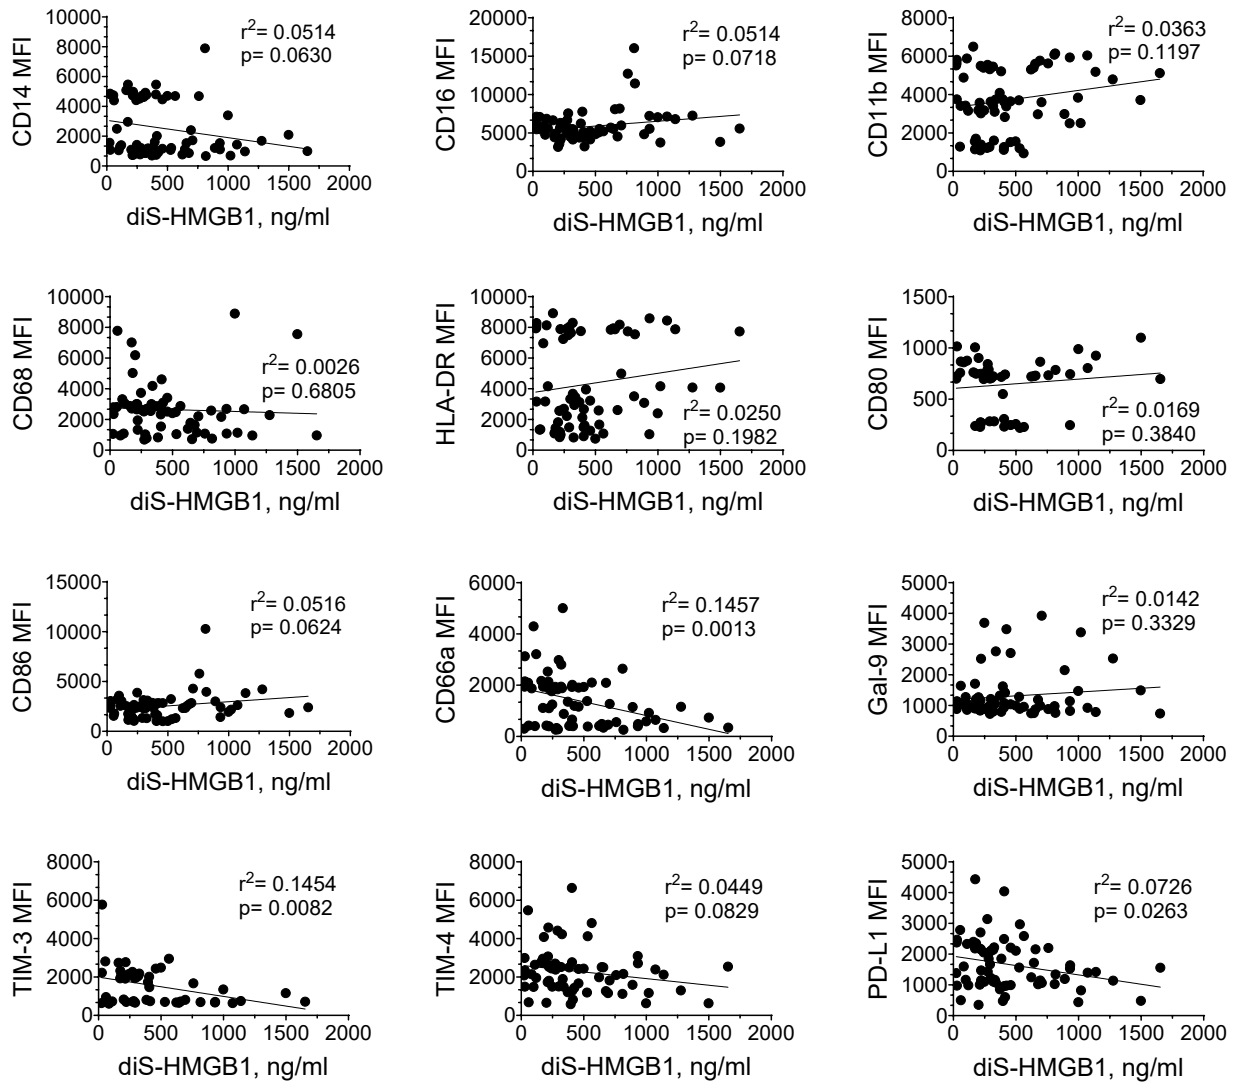 10000
8000
6000
4000
2000
0
CD14 MFI
r²= 0.0514
p= 0.0630
0 500 1000 1500 2000
diS-HMGB1, ng/ml
20000
15000
10000
5000
0
CD16 MFI
r²= 0.0514
p= 0.0718
0 500 1000 1500 2000
diS-HMGB1, ng/ml
8000
6000
4000
2000
0
CD11b MFI
r²= 0.0363
p= 0.1197
0 500 1000 1500 2000
diS-HMGB1, ng/ml
10000
8000
6000
4000
2000
0
CD68 MFI
r²= 0.0026
p= 0.6805
0 500 1000 1500 2000
diS-HMGB1, ng/ml
10000
8000
6000
4000
2000
0
HLA-DR MFI
r²= 0.0250
p= 0.1982
0 500 1000 1500 2000
diS-HMGB1, ng/ml
1500
1000
500
0
CD80 MFI
r²= 0.0169
p= 0.3840
0 500 1000 1500 2000
diS-HMGB1, ng/ml
15000
10000
5000
0
CD86 MFI
r²= 0.0516
p= 0.0624
0 500 1000 1500 2000
diS-HMGB1, ng/ml
6000
4000
2000
0
CD66a MFI
r²= 0.1457
p= 0.0013
0 500 1000 1500 2000
diS-HMGB1, ng/ml
5000
4000
3000
2000
1000
0
Gal-9 MFI
r²= 0.0142
p= 0.3329
0 500 1000 1500 2000
diS-HMGB1, ng/ml
8000
6000
4000
2000
0
TIM-3 MFI
r²= 0.1454
p= 0.0082
0 500 1000 1500 2000
diS-HMGB1, ng/ml
8000
6000
4000
2000
0
TIM-4 MFI
r²= 0.0449
p= 0.0829
0 500 1000 1500 2000
diS-HMGB1, ng/ml
5000
4000
3000
2000
1000
0
PD-L1 MFI
r²= 0.0726
p= 0.0263
0 500 1000 1500 2000
diS-HMGB1, ng/ml